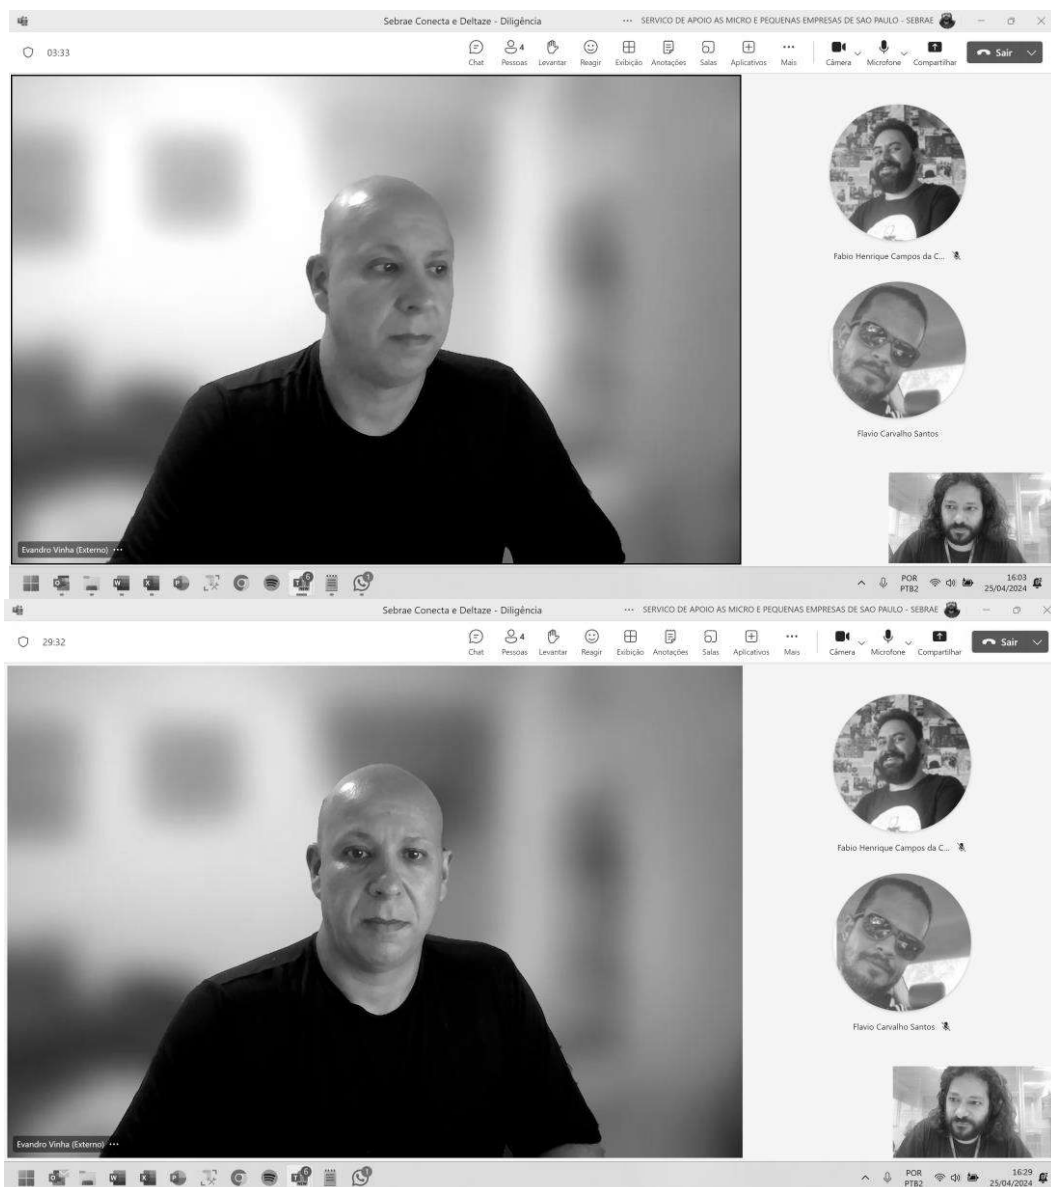 Sebrae Conecta e Deltaze - Diligência
••• SERVICO DE APOIO AS MICRO E PEQUENAS EMPRESAS DE SAO PAULO - SEBRAE
03:33
4
Chat Pessoas Levantar Reagir Exibição Anotações Salas Aplicativos Mais Câmera Microfone Compartilhar Sair
Fabio Henrique Campos da C...
Flavio Carvalho Santos
Evandro Vinha (Externo) •••
POR 16:03
PTB2 25/04/2024
Sebrae Conecta e Deltaze - Diligência
••• SERVICO DE APOIO AS MICRO E PEQUENAS EMPRESAS DE SAO PAULO - SEBRAE
29:32
4
Chat Pessoas Levantar Reagir Exibição Anotações Salas Aplicativos Mais Câmera Microfone Compartilhar Sair
Fabio Henrique Campos da C...
Flavio Carvalho Santos
Evandro Vinha (Externo) •••
POR 16:29
PTB2 25/04/2024